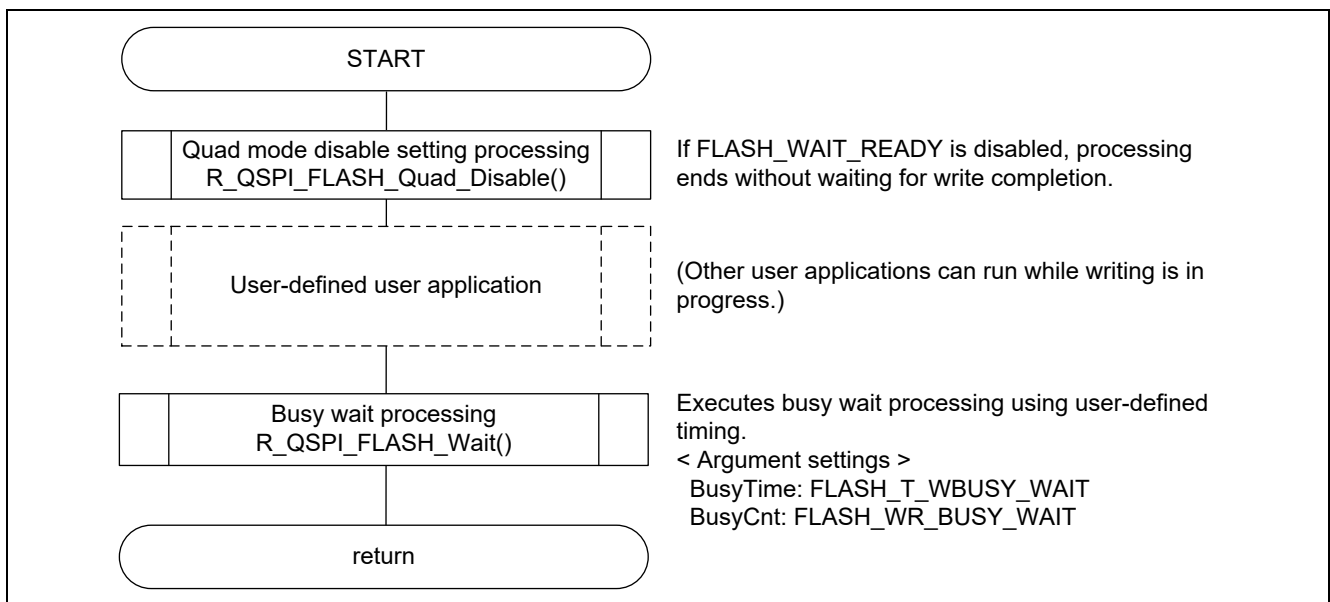 START
Quad mode disable setting processing
R_QSPI_FLASH_Quad_Disable()
If FLASH_WAIT_READY is disabled, processing
ends without waiting for write completion.
User-defined user application
(Other user applications can run while writing is in
progress.)
Busy wait processing
R_QSPI_FLASH_Wait()
Executes busy wait processing using user-defined
timing.
< Argument settings >
BusyTime: FLASH_T_WBUSY_WAIT
BusyCnt: FLASH_WR_BUSY_WAIT
return